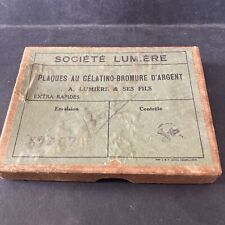 SOCIÉTÉ LUMIÈRE
PLAQUES AU GÉLATINO-BROMURE D'ARGENT
A. LUMIÈRE & SES FILS
EXTRA RAPIDES
Emulsion
Contrôle